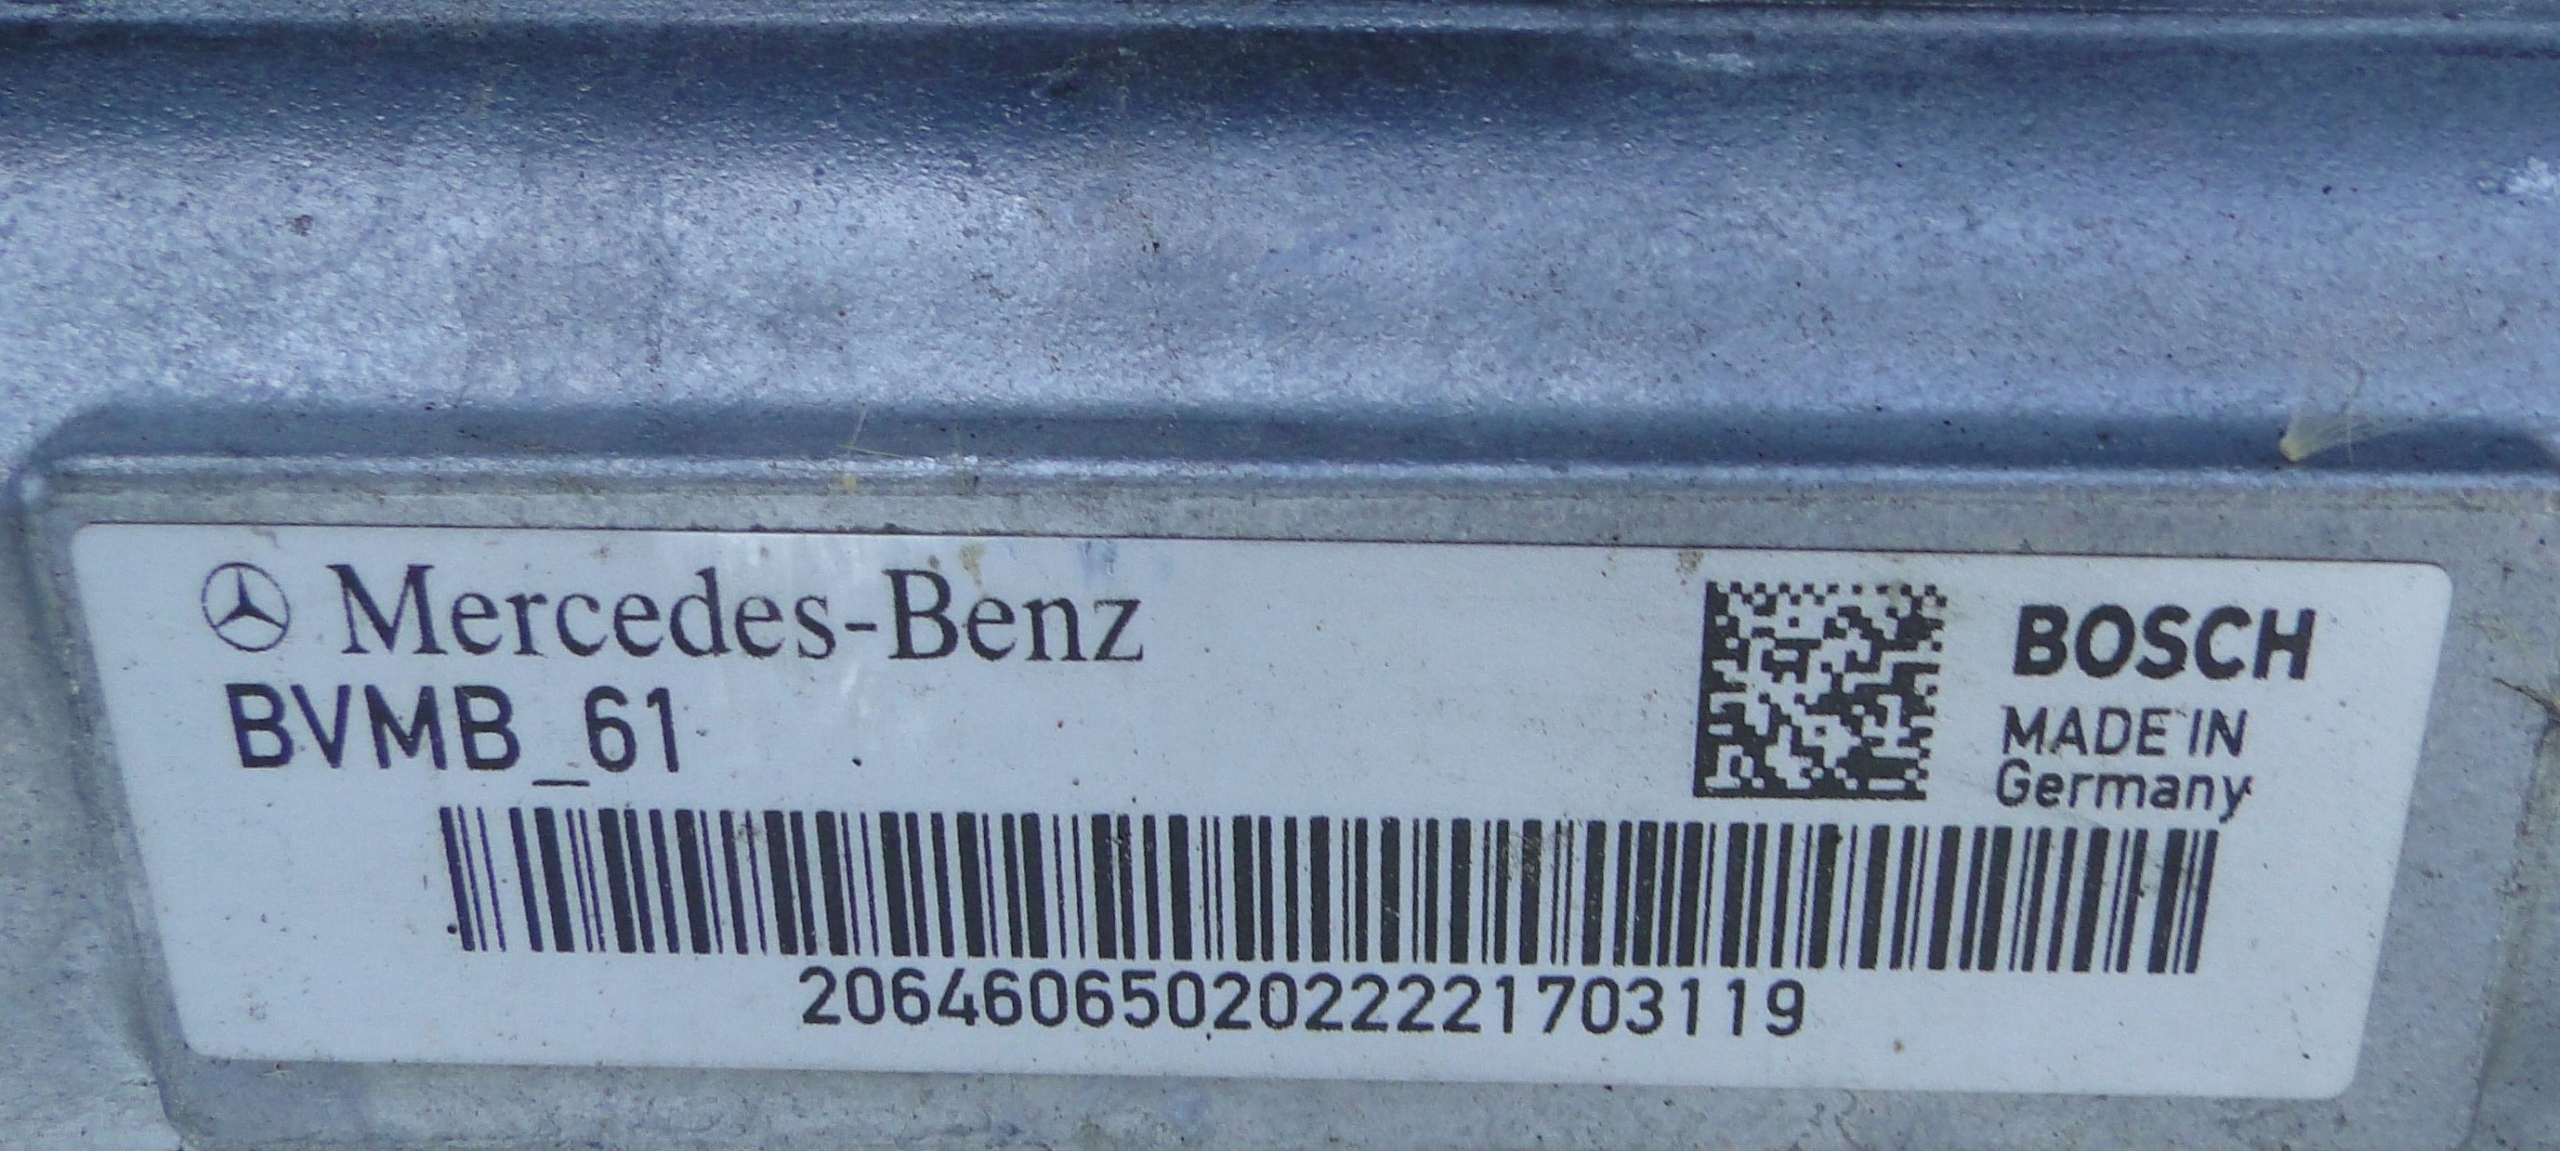 Mercedes-Benz
BVMB_61
BOSCH
MADE IN
Germany
2064606502022221703119